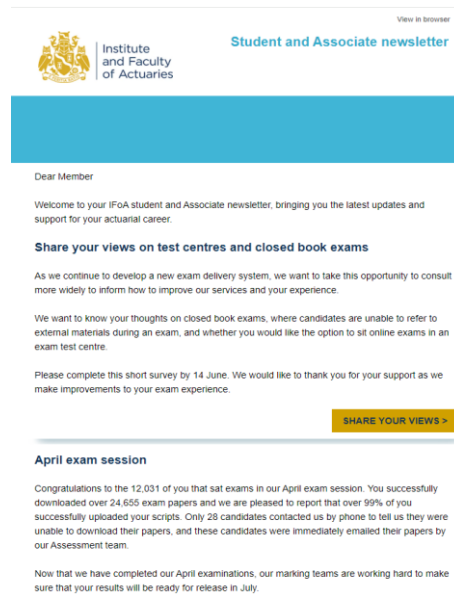 View in browser
Institute
and Faculty
of Actuaries
Student and Associate newsletter
Dear Member
Welcome to your IFoA student and Associate newsletter, bringing you the latest updates and
support for your actuarial career.
Share your views on test centres and closed book exams
As we continue to develop a new exam delivery system, we want to take this opportunity to consult
more widely to inform how to improve our services and your experience.
We want to know your thoughts on closed book exams, where candidates are unable to refer to
external materials during an exam, and whether you would like the option to sit online exams in an
exam test centre.
Please complete this short survey by 14 June. We would like to thank you for your support as we
make improvements to your exam experience.
SHARE YOUR VIEWS >
April exam session
Congratulations to the 12,031 of you that sat exams in our April exam session. You successfully
downloaded over 24,655 exam papers and we are pleased to report that over 99% of you
successfully uploaded your scripts. Only 28 candidates contacted us by phone to tell us they were
unable to download their papers, and these candidates were immediately emailed their papers by
our Assessment team.
Now that we have completed our April examinations, our marking teams are working hard to make
sure that your results will be ready for release in July.